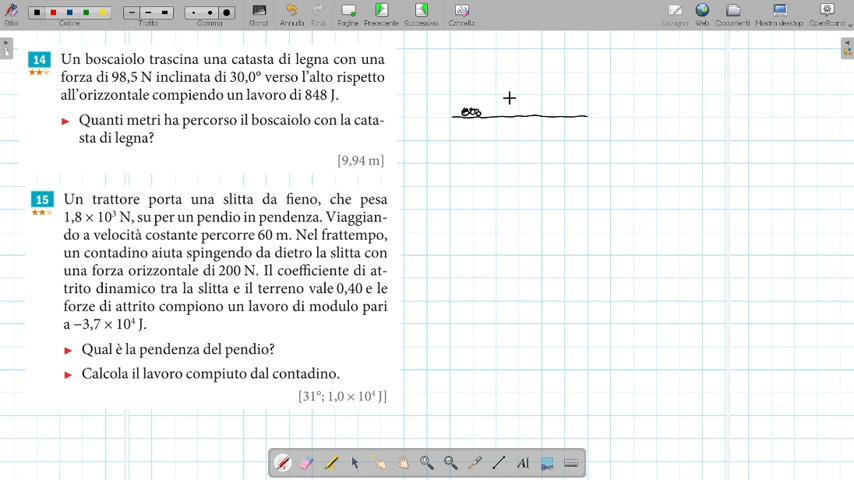 Stilo
Colore
Tratto
Gomma
Sfondi
Annulla
Rifai
Pagine
Precedente
Successivo
Cancella
Lavagna
Web
Documenti
Mostra desktop
OpenBoard
14 Un boscaiolo trascina una catasta di legna con una
forza di 98,5 N inclinata di 30,0° verso l'alto rispetto
all'orizzontale compiendo un lavoro di 848 J.
Quanti metri ha percorso il boscaiolo con la cata-
sta di legna?
[9,94 m]
15 Un trattore porta una slitta da fieno, che pesa
1,8 × 10³ N, su per un pendio in pendenza. Viaggian-
do a velocità costante percorre 60 m. Nel frattempo,
un contadino aiuta spingendo da dietro la slitta con
una forza orizzontale di 200 N. Il coefficiente di at-
trito dinamico tra la slitta e il terreno vale 0,40 e le
forze di attrito compiono un lavoro di modulo pari
a −3,7 × 10⁴ J.
Qual è la pendenza del pendio?
Calcola il lavoro compiuto dal contadino.
[31°; 1,0 × 10⁴ J]